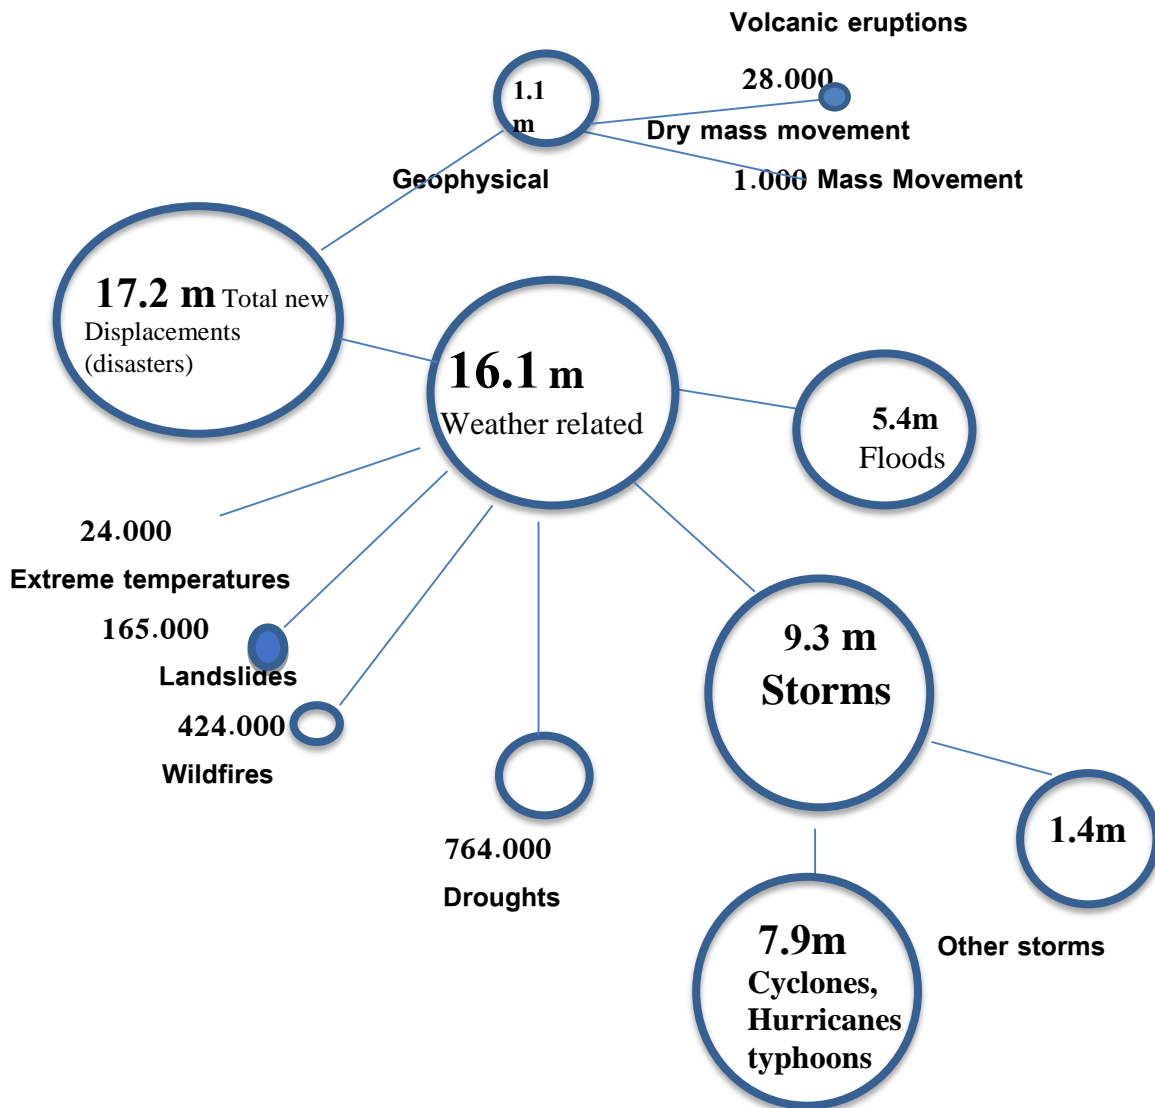 Volcanic eruptions
28.000
1.1
m
Dry mass movement
Geophysical
1.000 Mass Movement
17.2 m Total new
Displacements
(disasters)
16.1 m
Weather related
5.4m
Floods
24.000
Extreme temperatures
165.000
Landslides
424.000
Wildfires
764.000
Droughts
9.3 m
Storms
1.4m
Other storms
7.9m
Cyclones,
Hurricanes
typhoons